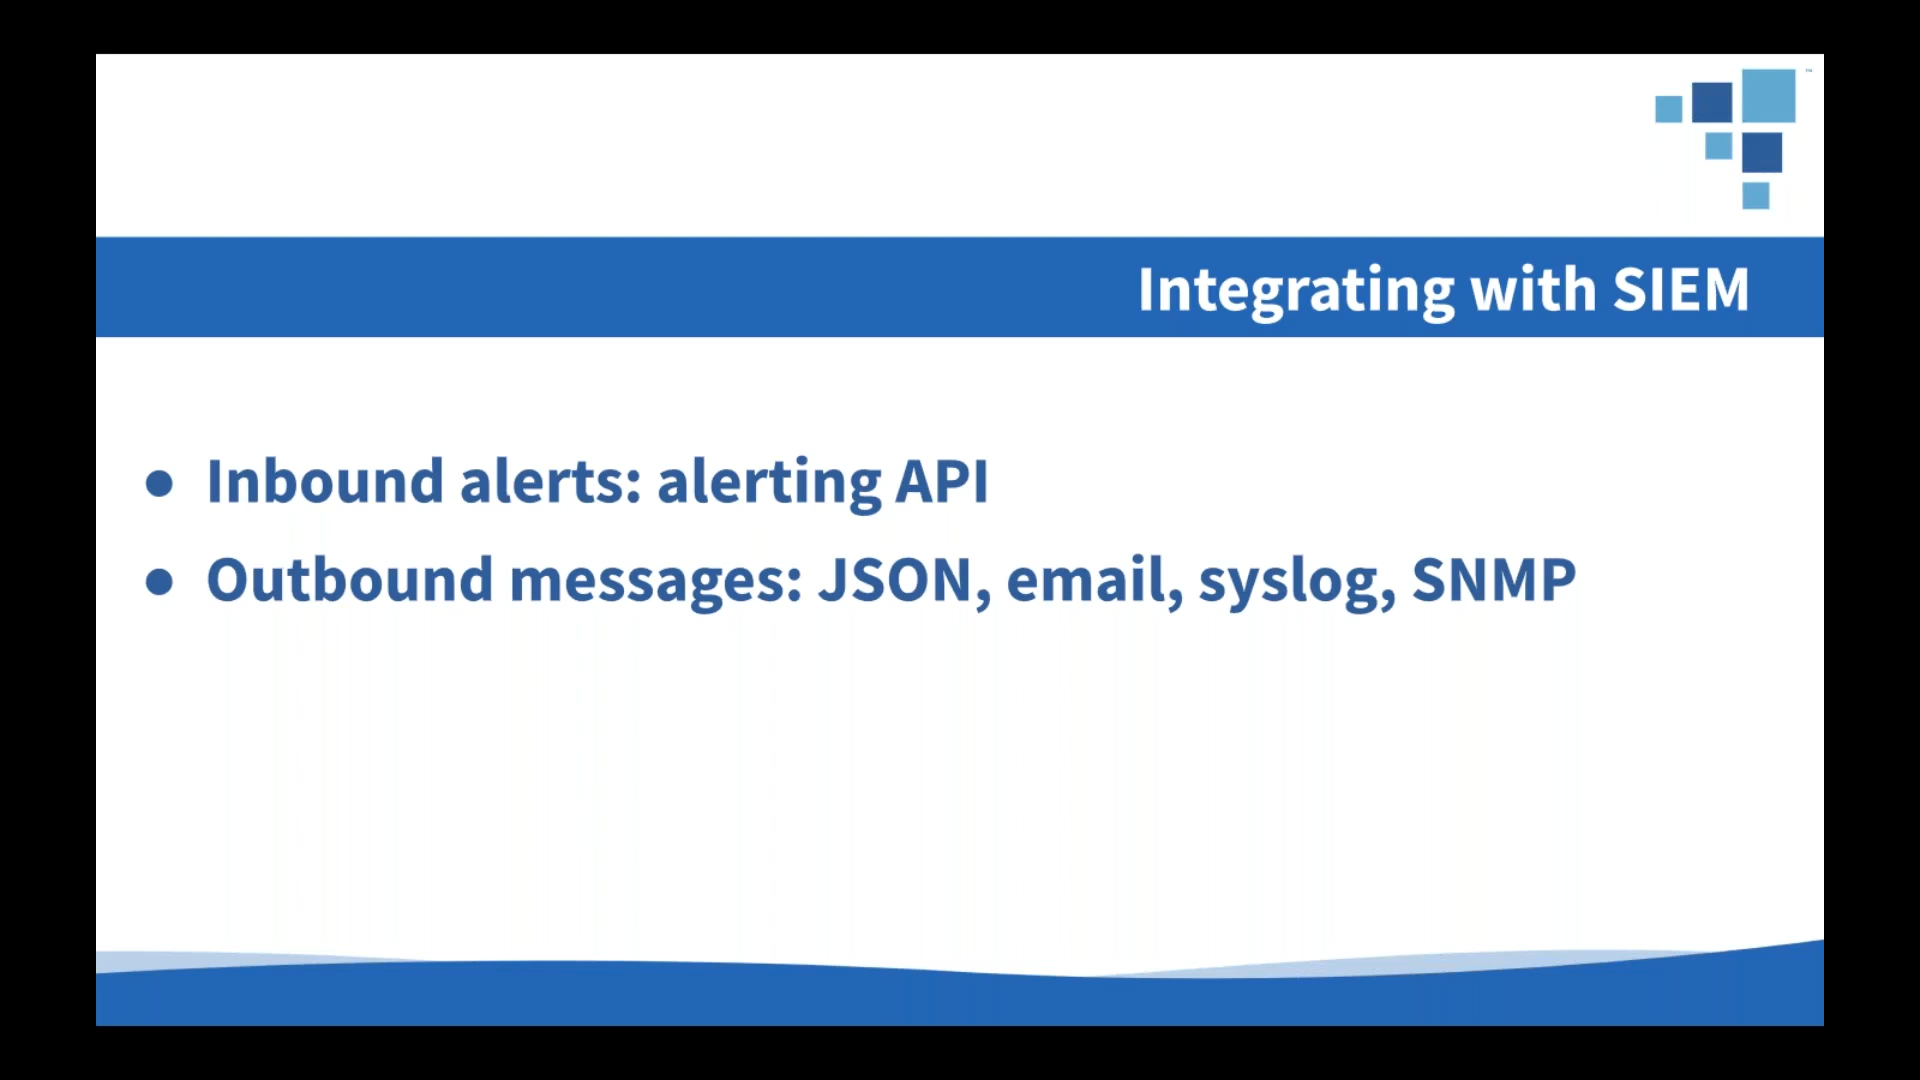 Integrating with SIEM
● Inbound alerts: alerting API
● Outbound messages: JSON, email, syslog, SNMP